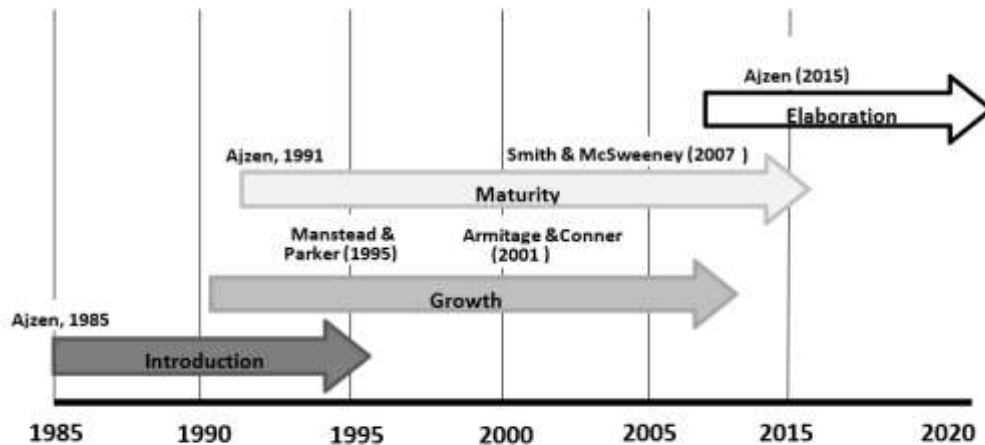 Ajzen (2015)
Elaboration
Ajzen, 1991
Smith & McSweeney (2007 )
Maturity
Manstead &
Parker (1995)
Armitage &Conner
(2001 )
Growth
Ajzen, 1985
Introduction
1985 1990 1995 2000 2005 2015 2020